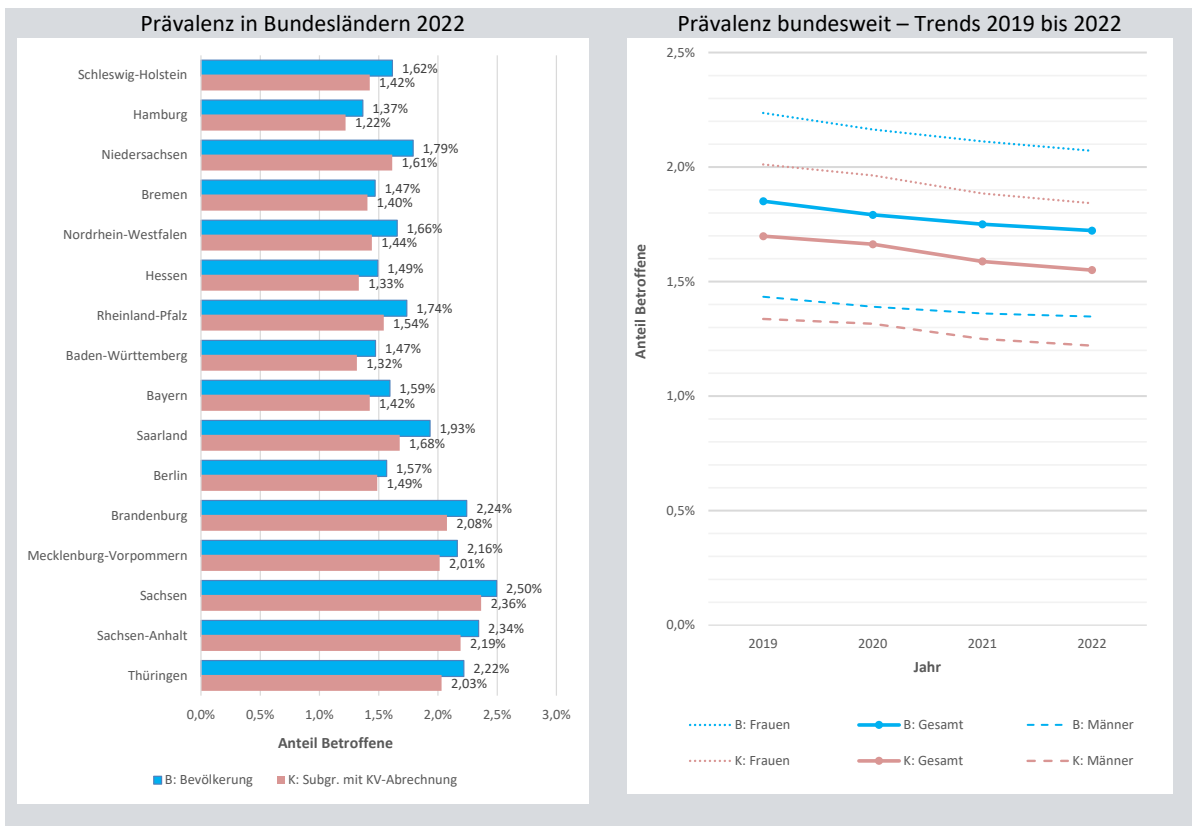 Prävalenz in Bundesländern 2022
Schleswig-Holstein
1,62%
1,42%
Hamburg
1,37%
1,22%
Niedersachsen
1,79%
1,61%
Bremen
1,47%
1,40%
Nordrhein-Westfalen
1,66%
1,44%
Hessen
1,49%
1,33%
Rheinland-Pfalz
1,74%
1,54%
Baden-Württemberg
1,47%
1,32%
Bayern
1,59%
1,42%
Saarland
1,93%
1,68%
Berlin
1,57%
1,49%
Brandenburg
2,24%
2,08%
Mecklenburg-Vorpommern
2,16%
2,01%
Sachsen
2,50%
2,36%
Sachsen-Anhalt
2,34%
2,19%
Thüringen
2,22%
2,03%
0,0% 0,5% 1,0% 1,5% 2,0% 2,5% 3,0%
Anteil Betroffene
B: Bevölkerung K: Subgr. mit KV-Abrechnung
Prävalenz bundesweit – Trends 2019 bis 2022
2,5%
2,0%
1,5%
1,0%
0,5%
0,0%
Anteil Betroffene
2019 2020 2021 2022
Jahr
B: Frauen B: Gesamt B: Männer
K: Frauen K: Gesamt K: Männer